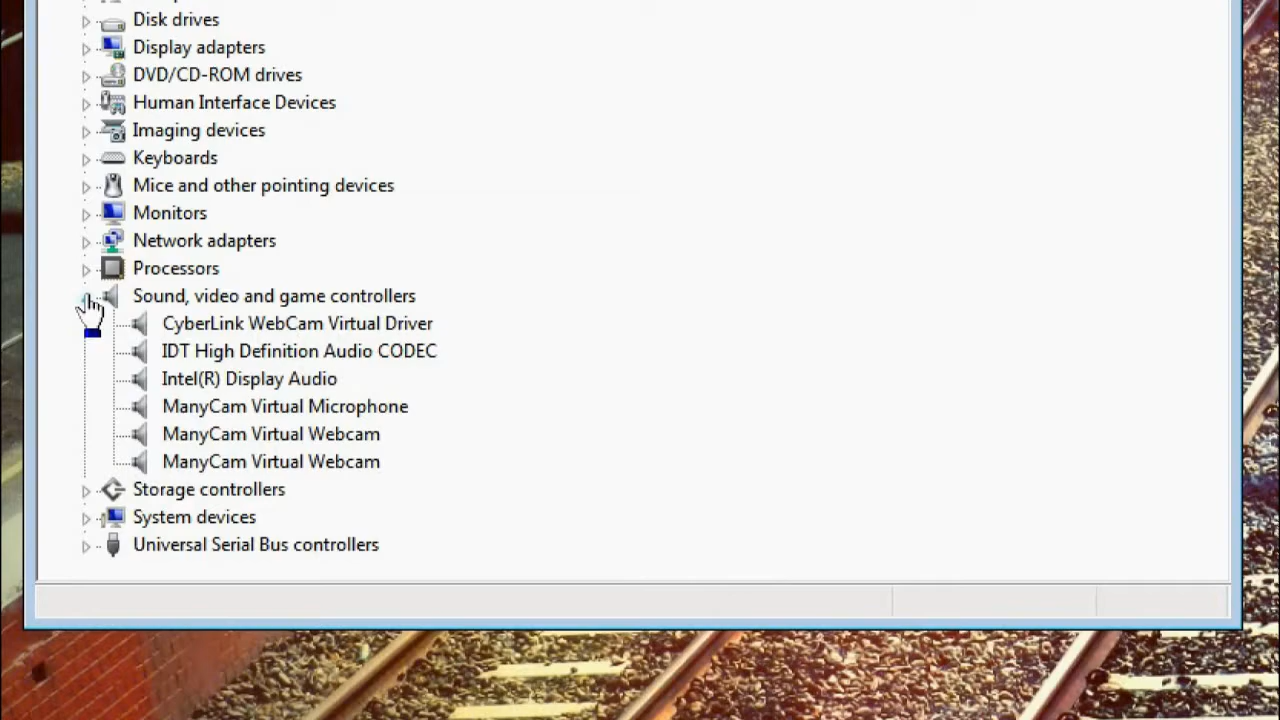 Disk drives
Display adapters
DVD/CD-ROM drives
Human Interface Devices
Imaging devices
Keyboards
Mice and other pointing devices
Monitors
Network adapters
Processors
Sound, video and game controllers
CyberLink WebCam Virtual Driver
IDT High Definition Audio CODEC
Intel(R) Display Audio
ManyCam Virtual Microphone
ManyCam Virtual Webcam
ManyCam Virtual Webcam
Storage controllers
System devices
Universal Serial Bus controllers